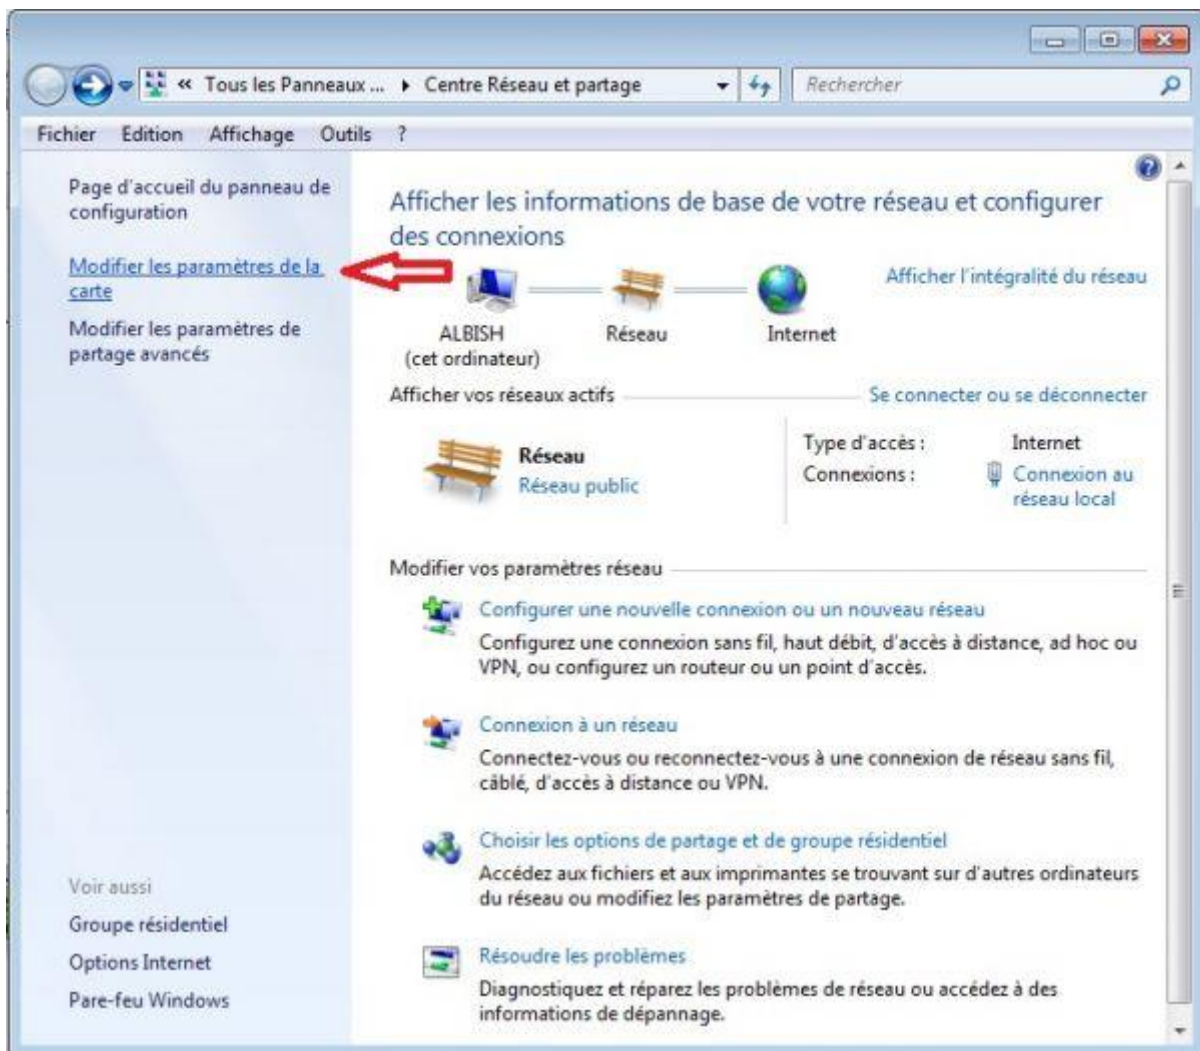 « Tous les Panneaux ... ▸ Centre Réseau et partage
Rechercher
Fichier Edition Affichage Outils ?
Page d'accueil du panneau de
configuration
Modifier les paramètres de la
carte
Modifier les paramètres de
partage avancés
Voir aussi
Groupe résidentiel
Options Internet
Pare-feu Windows
Afficher les informations de base de votre réseau et configurer
des connexions
Afficher l'intégralité du réseau
ALBISH
(cet ordinateur)
Réseau
Internet
Afficher vos réseaux actifs
Se connecter ou se déconnecter
Réseau
Réseau public
Type d'accès : Internet
Connexions : Connexion au
réseau local
Modifier vos paramètres réseau
Configurer une nouvelle connexion ou un nouveau réseau
Configurez une connexion sans fil, haut débit, d'accès à distance, ad hoc ou
VPN, ou configurez un routeur ou un point d'accès.
Connexion à un réseau
Connectez-vous ou reconnectez-vous à une connexion de réseau sans fil,
câblé, d'accès à distance ou VPN.
Choisir les options de partage et de groupe résidentiel
Accédez aux fichiers et aux imprimantes se trouvant sur d'autres ordinateurs
du réseau ou modifiez les paramètres de partage.
Résoudre les problèmes
Diagnostiquez et réparez les problèmes de réseau ou accédez à des
informations de dépannage.